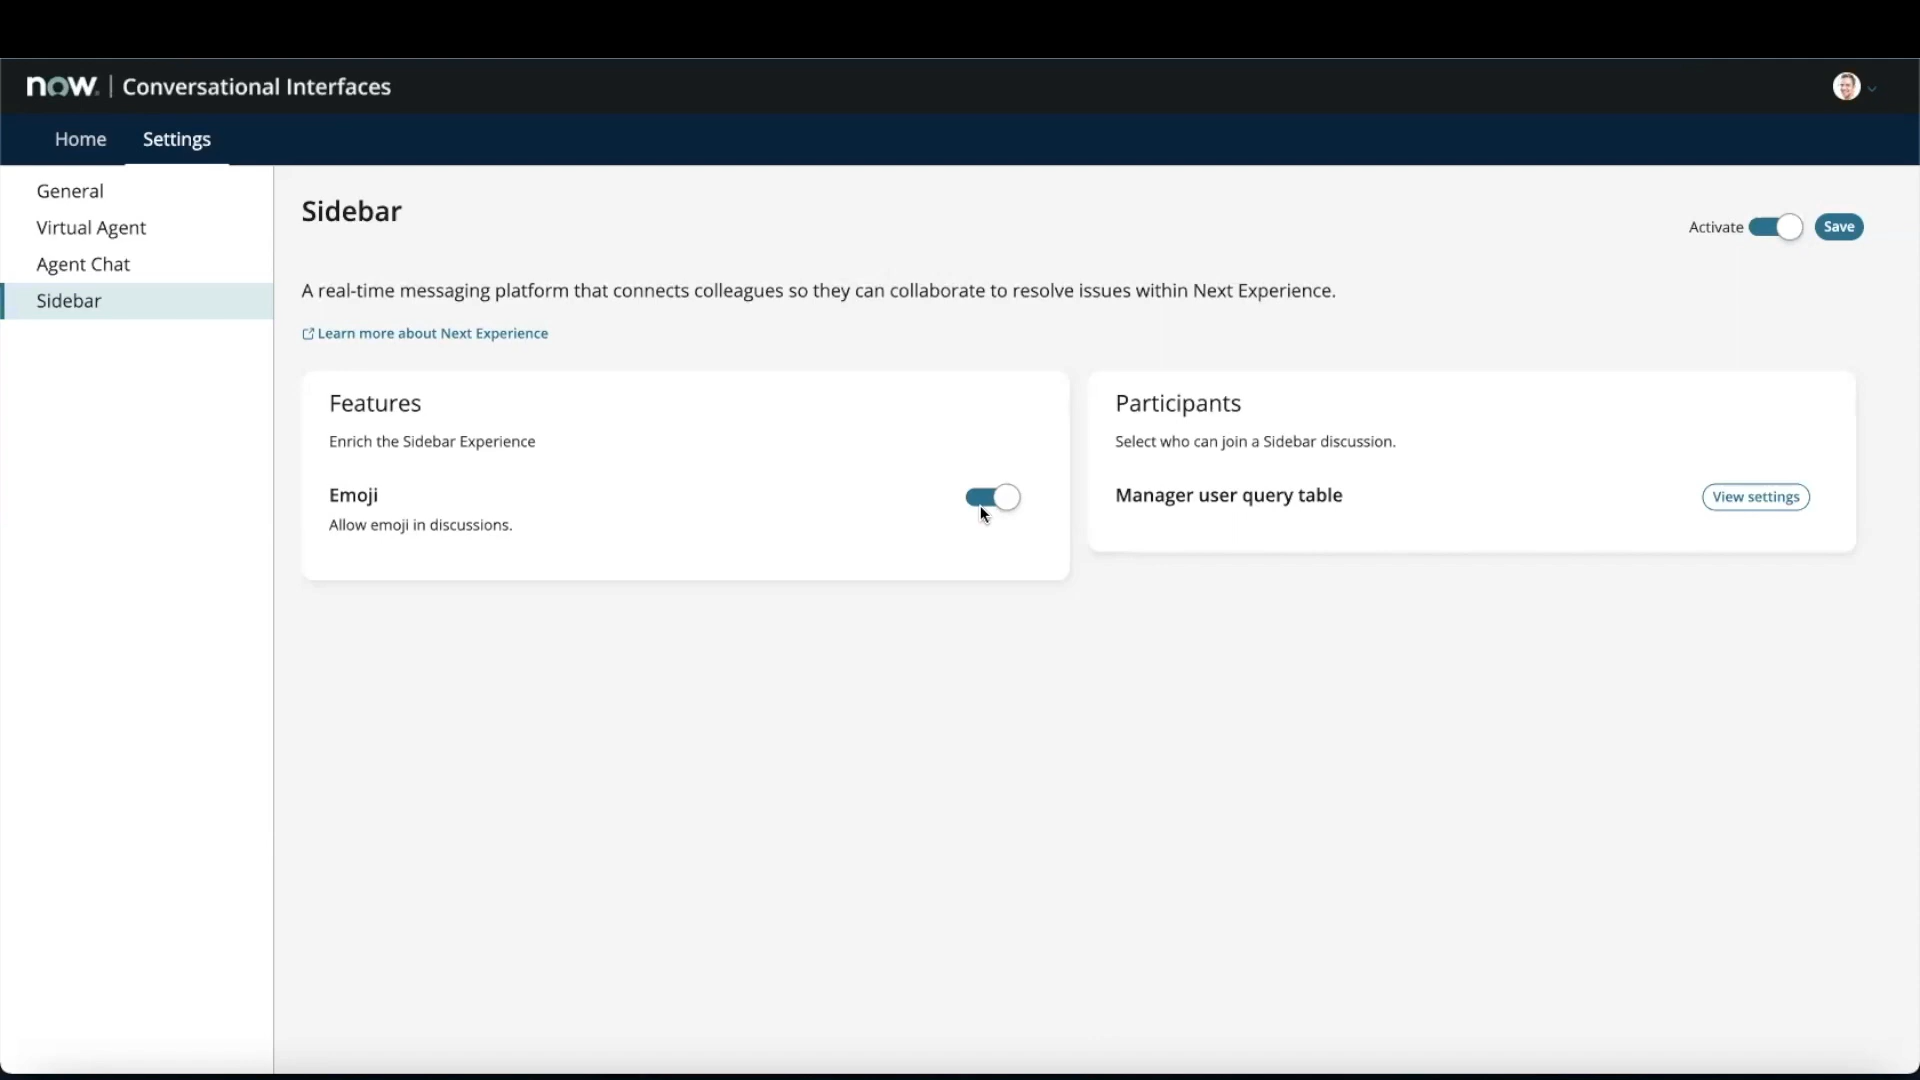 now. | Conversational Interfaces
Home Settings
General
Virtual Agent
Agent Chat
Sidebar
Sidebar
Activate Save
A real-time messaging platform that connects colleagues so they can collaborate to resolve issues within Next Experience.
Learn more about Next Experience
Features
Enrich the Sidebar Experience
Emoji
Allow emoji in discussions.
Participants
Select who can join a Sidebar discussion.
Manager user query table View settings